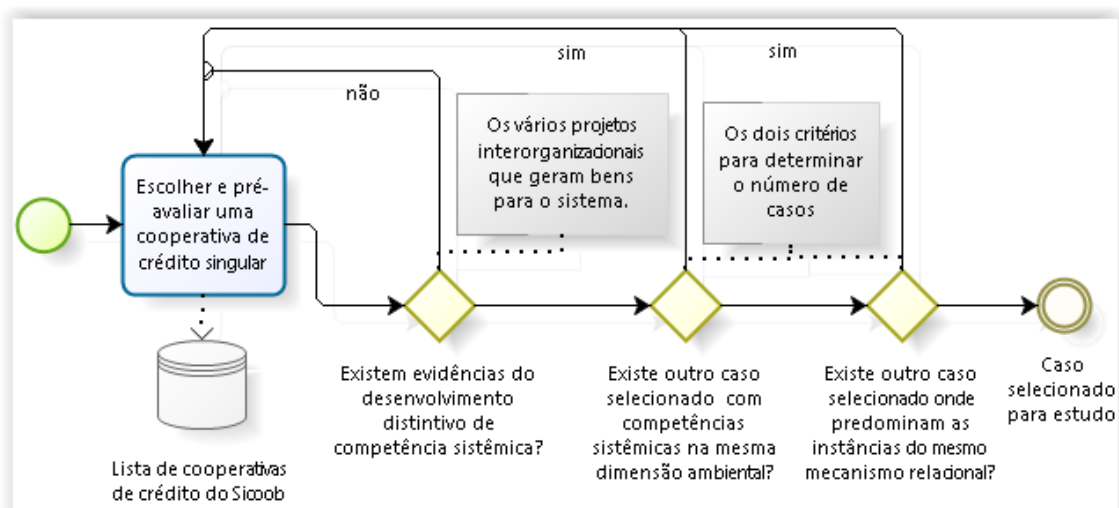 sim
sim
não
Os vários projetos
interorganizacionais
que geram bens
para o sistema.
Os dois critérios
para determinar
o número de
casos
Escolher e pré-
avaliar uma
cooperativa de
crédito singular
Existem evidências do
desenvolvimento
distintivo de
competência sistêmica?
Existe outro caso
selecionado com
competências
sistêmicas na mesma
dimensão ambiental?
Existe outro caso
selecionado onde
predominam as
instâncias do mesmo
mecanismo relacional?
Caso
selecionado
para estudo
Lista de cooperativas
de crédito do Sicoob